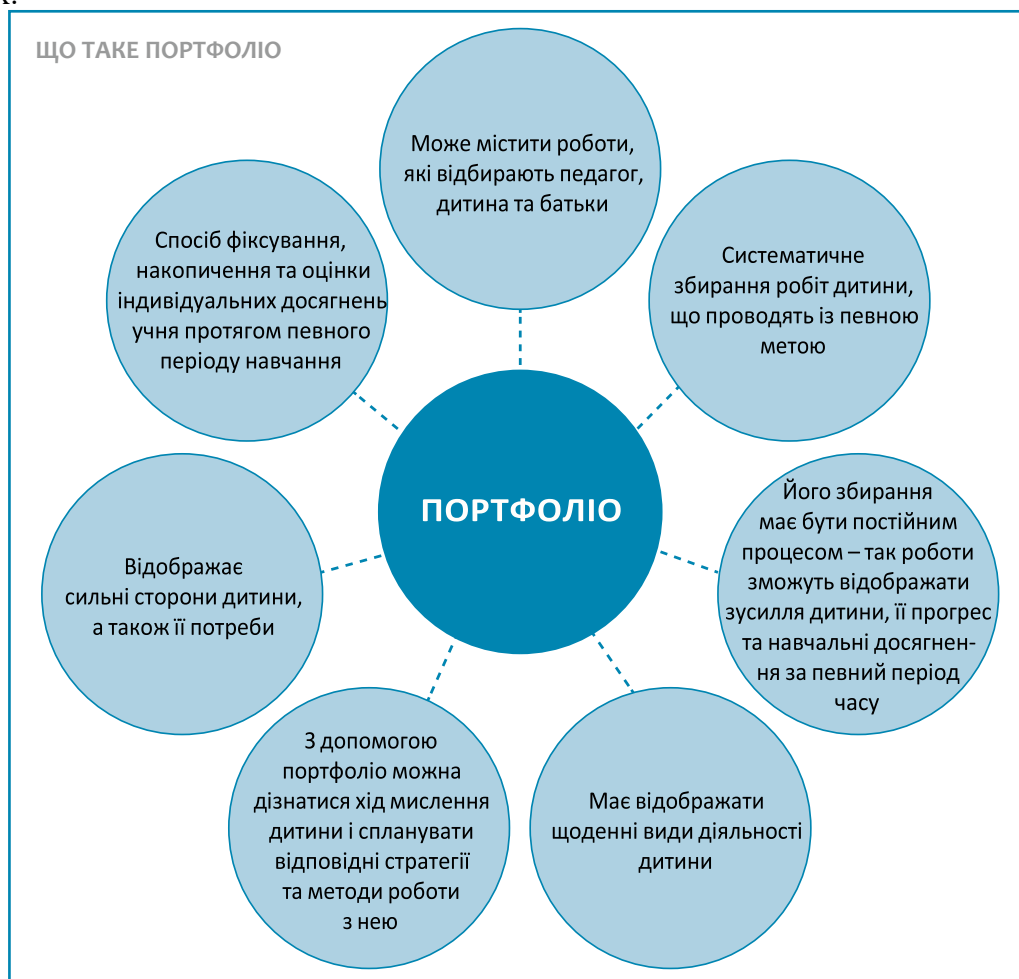 ЩО ТАКЕ ПОРТФОЛІО
Може містити роботи,
які відбирають педагог,
дитина та батьки
Систематичне
збирання робіт дитини,
що проводять із певною
метою
Його збирання
має бути постійним
процесом – так роботи
зможуть відображати
зусилля дитини, її прогрес
та навчальні досягнен-
ня за певний період
часу
Має відображати
щоденні види діяльності
дитини
З допомогою
портфоліо можна
дізнатися хід мислення
дитини і спланувати
відповідні стратегії
та методи роботи
з нею
Відображає
сильні сторони дитини,
а також її потреби
Спосіб фіксування,
накопичення та оцінки
індивідуальних досягнень
учня протягом певного
періоду навчання
ПОРТФОЛІО